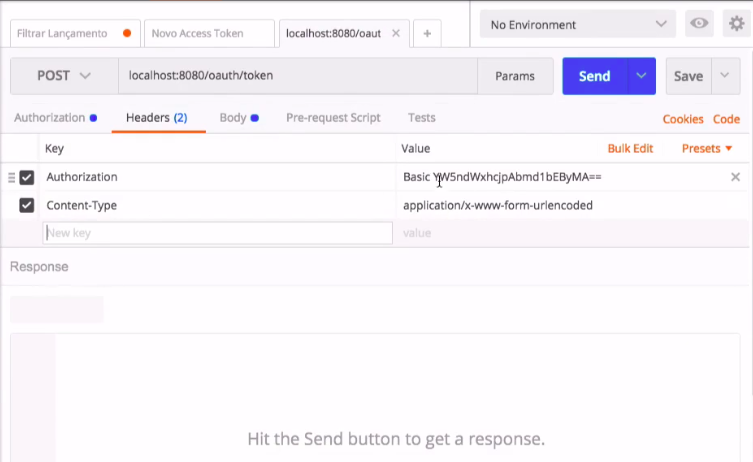 No Environment
Filtrar Lançamento
Novo Access Token
localhost:8080/oaut
POST
localhost:8080/oauth/token
Params
Send
Save
Authorization
Headers (2)
Body
Pre-request Script
Tests
Cookies
Code
Key
Value
Bulk Edit
Presets
Authorization
Basic YW5ndWxhcjpAbmd1bEByMA==
Content-Type
application/x-www-form-urlencoded
New key
value
Response
Hit the Send button to get a response.